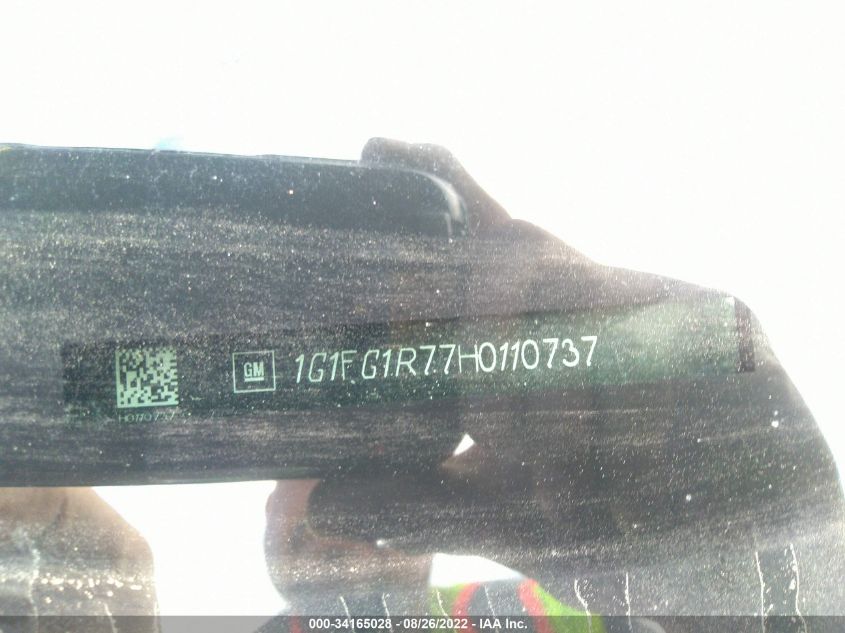 GM 1G1FG1R77H0110737
H0110737
000-34165028 - 08/26/2022 - IAA Inc.